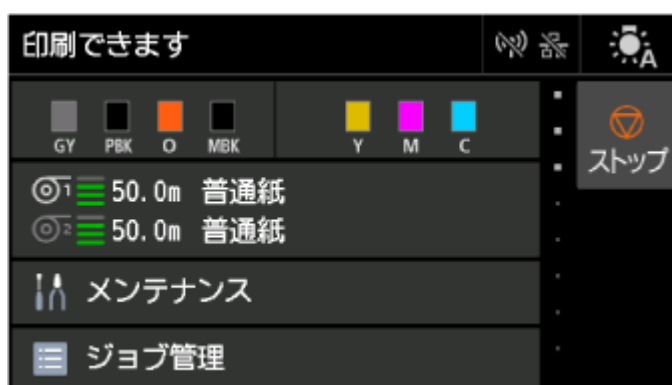 印刷できます
A
GY PBK O MBK Y M C
ストップ
1 50.0m 普通紙
2 50.0m 普通紙
メンテナンス
ジョブ管理